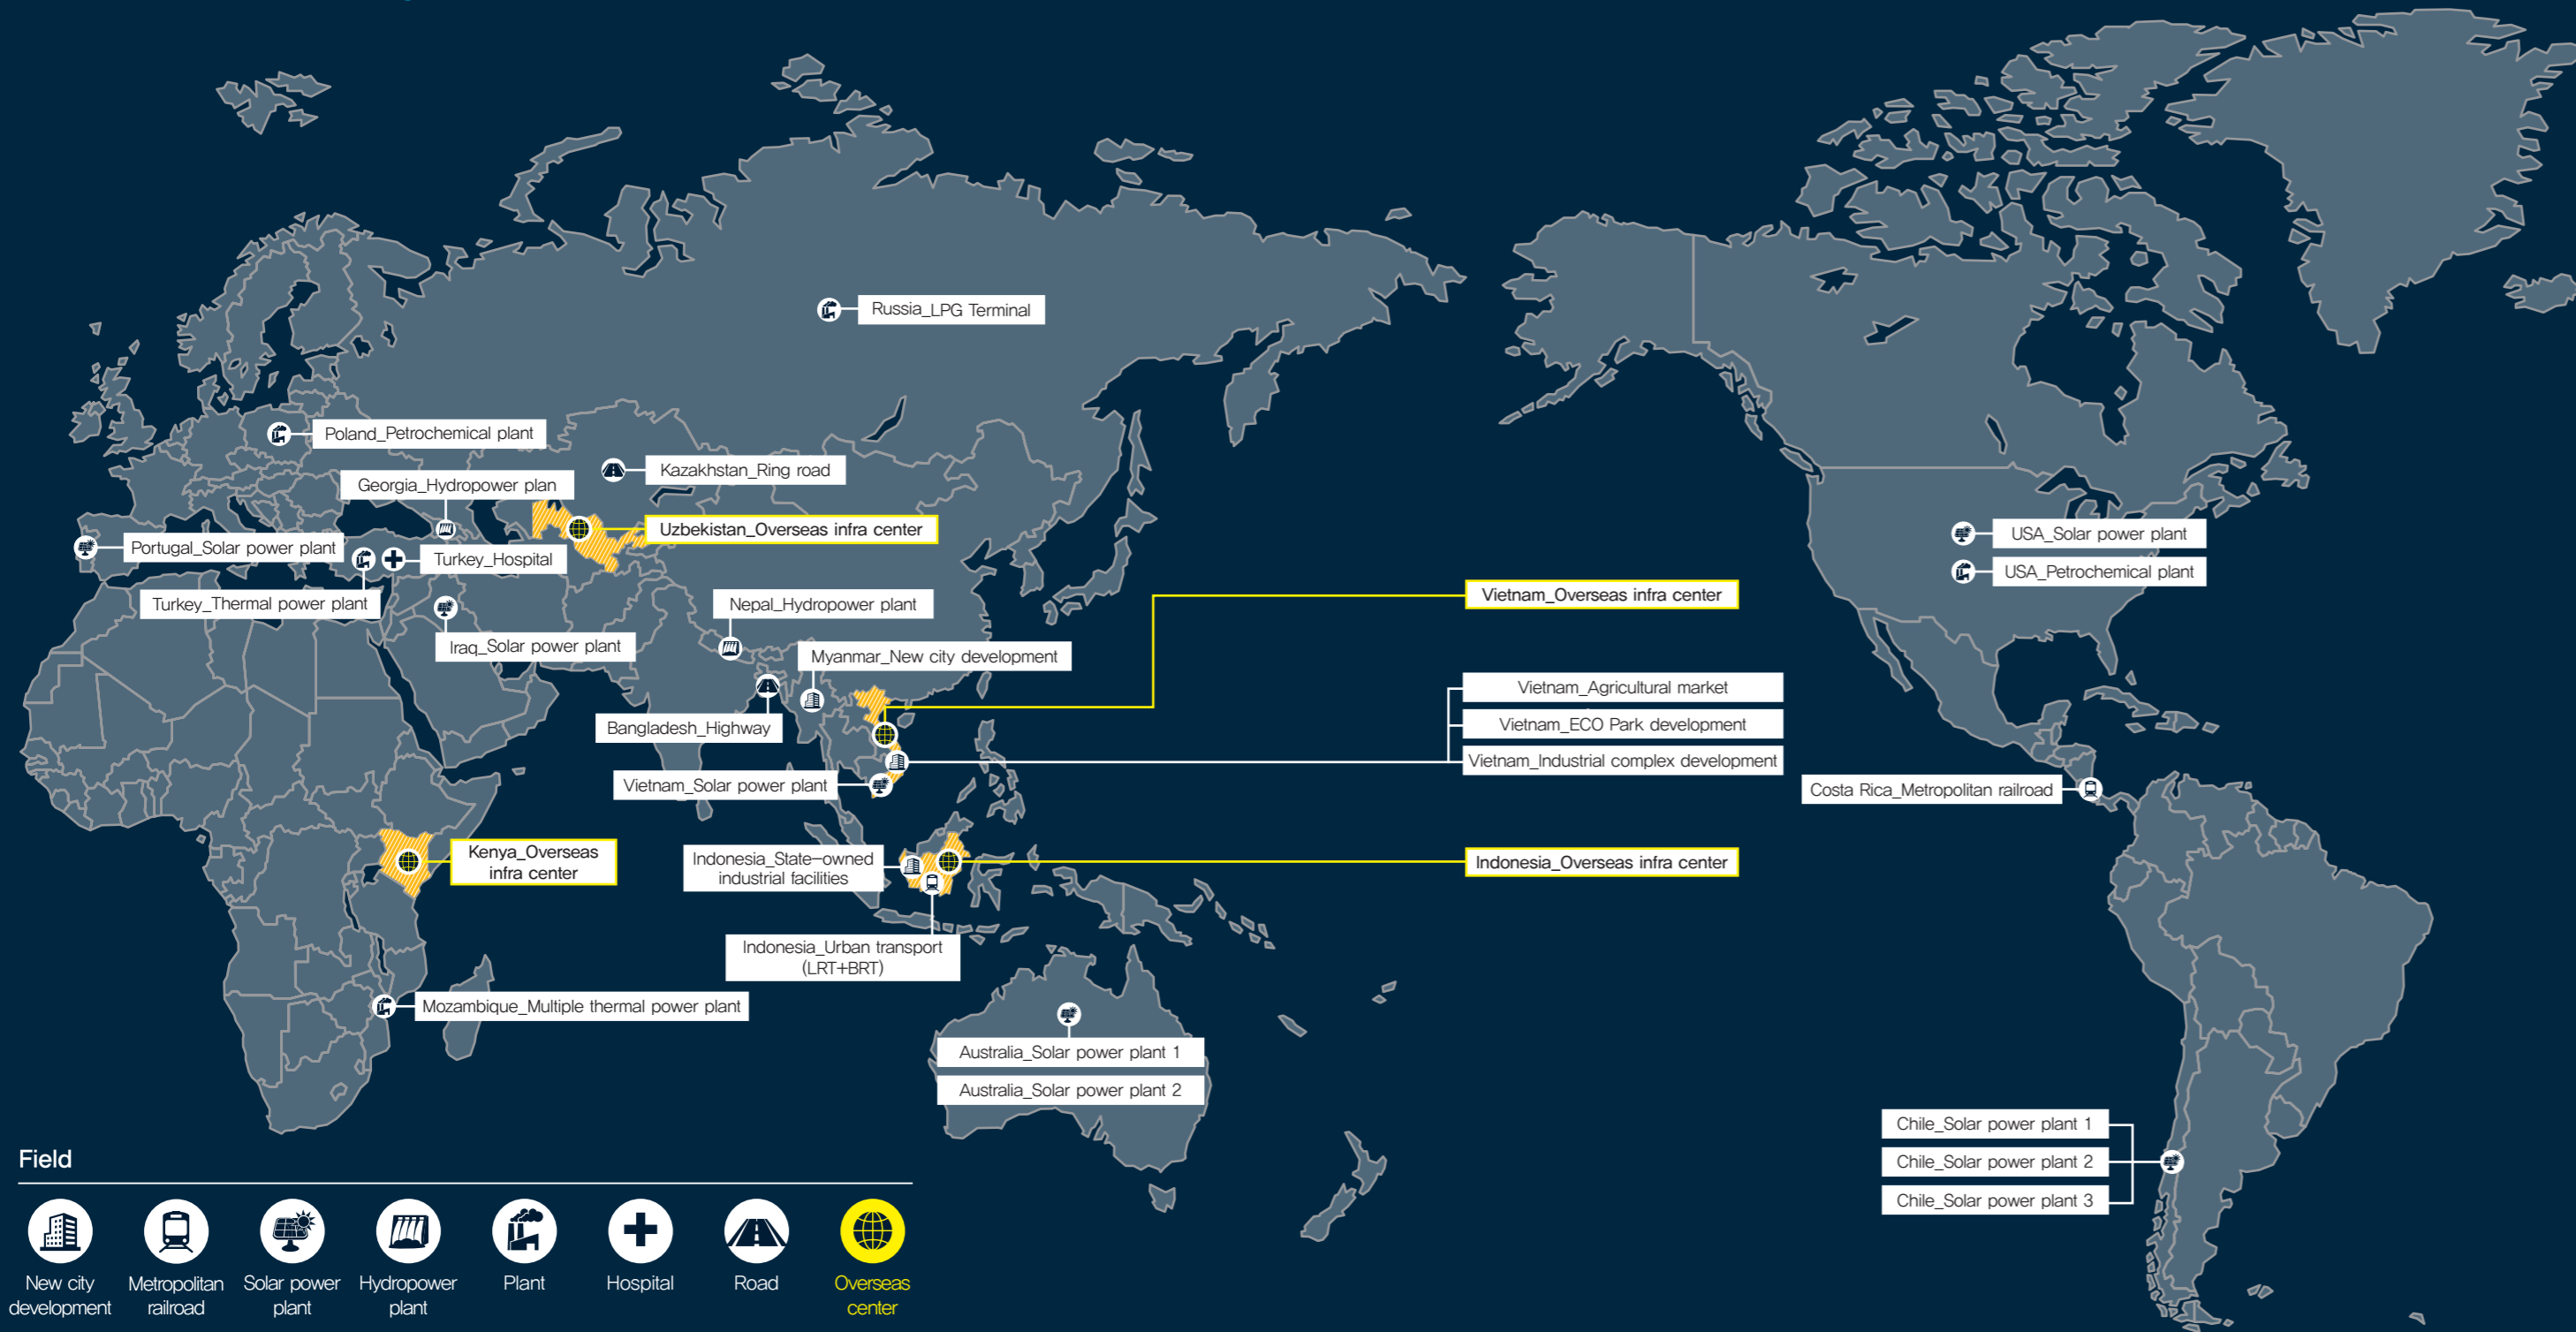 Russia_LPG Terminal
Poland_Petrochemical plant
Kazakhstan_Ring road
Georgia_Hydropower plan
Uzbekistan_Overseas infra center
Portugal_Solar power plant
Turkey_Hospital
Turkey_Thermal power plant
Nepal_Hydropower plant
Iraq_Solar power plant
Myanmar_New city development
Bangladesh_Highway
Vietnam_Solar power plant
Vietnam_Overseas infra center
Vietnam_Agricultural market
Vietnam_ECO Park development
Vietnam_Industrial complex development
USA_Solar power plant
USA_Petrochemical plant
Costa Rica_Metropolitan railroad
Kenya_Overseas
infra center
Indonesia_State-owned
industrial facilities
Indonesia_Overseas infra center
Indonesia_Urban transport
(LRT+BRT)
Mozambique_Multiple thermal power plant
Australia_Solar power plant 1
Australia_Solar power plant 2
Chile_Solar power plant 1
Chile_Solar power plant 2
Chile_Solar power plant 3
Field
New city
development
Metropolitan
railroad
Solar power
plant
Hydropower
plant
Plant
Hospital
Road
Overseas
center